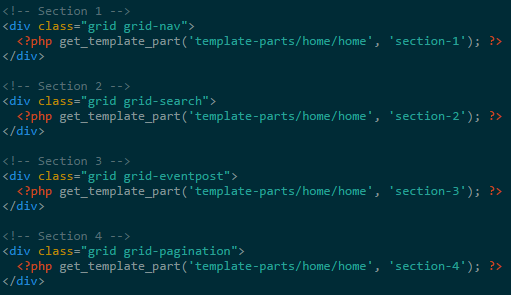 <!-- Section 1 -->
<div class="grid grid-nav">
  <?php get_template_part('template-parts/home/home', 'section-1'); ?>
</div>

<!-- Section 2 -->
<div class="grid grid-search">
  <?php get_template_part('template-parts/home/home', 'section-2'); ?>
</div>

<!-- Section 3 -->
<div class="grid grid-eventpost">
  <?php get_template_part('template-parts/home/home', 'section-3'); ?>
</div>

<!-- Section 4 -->
<div class="grid grid-pagination">
  <?php get_template_part('template-parts/home/home', 'section-4'); ?>
</div>